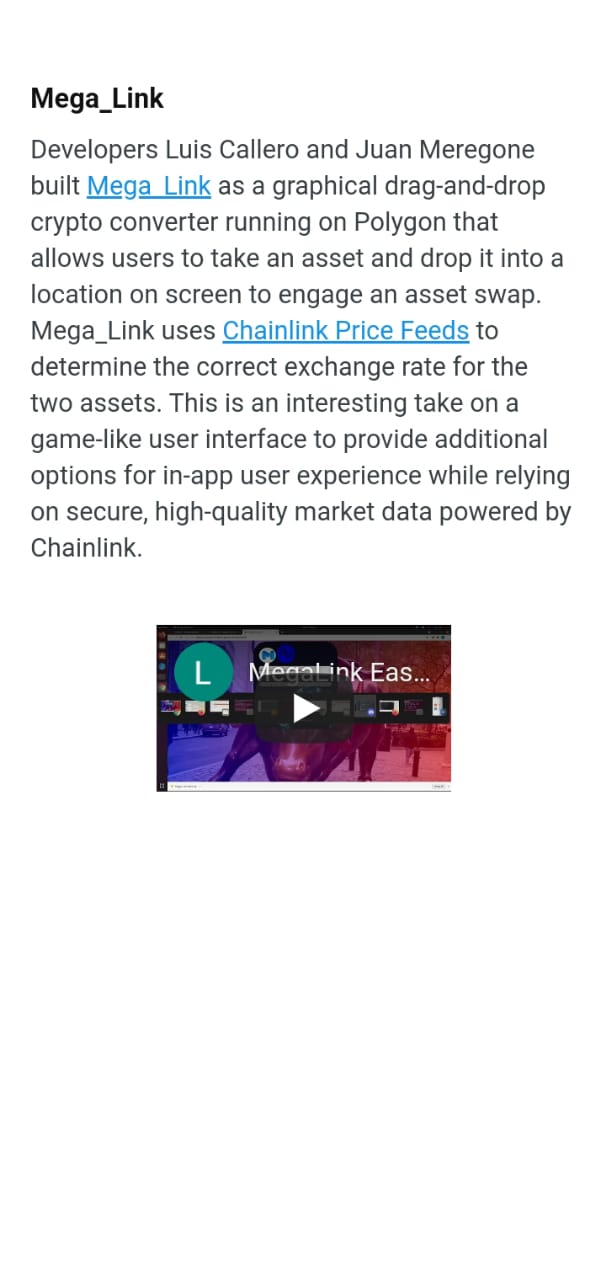 Mega_Link
Developers Luis Callero and Juan Meregone
built Mega_Link as a graphical drag-and-drop
crypto converter running on Polygon that
allows users to take an asset and drop it into a
location on screen to engage an asset swap.
Mega_Link uses Chainlink Price Feeds to
determine the correct exchange rate for the
two assets. This is an interesting take on a
game-like user interface to provide additional
options for in-app user experience while relying
on secure, high-quality market data powered by
Chainlink.
L
MegaLink Eas...